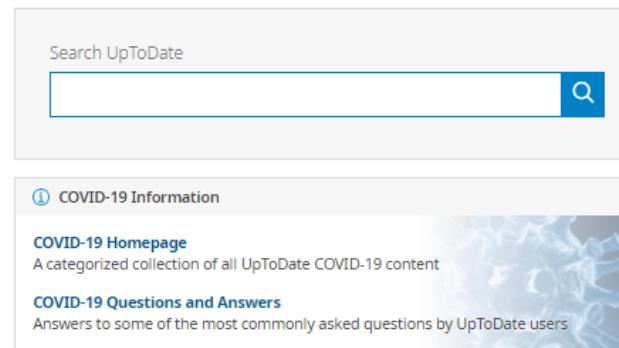 Search UpToDate
COVID-19 Information
COVID-19 Homepage
A categorized collection of all UpToDate COVID-19 content
COVID-19 Questions and Answers
Answers to some of the most commonly asked questions by UpToDate users